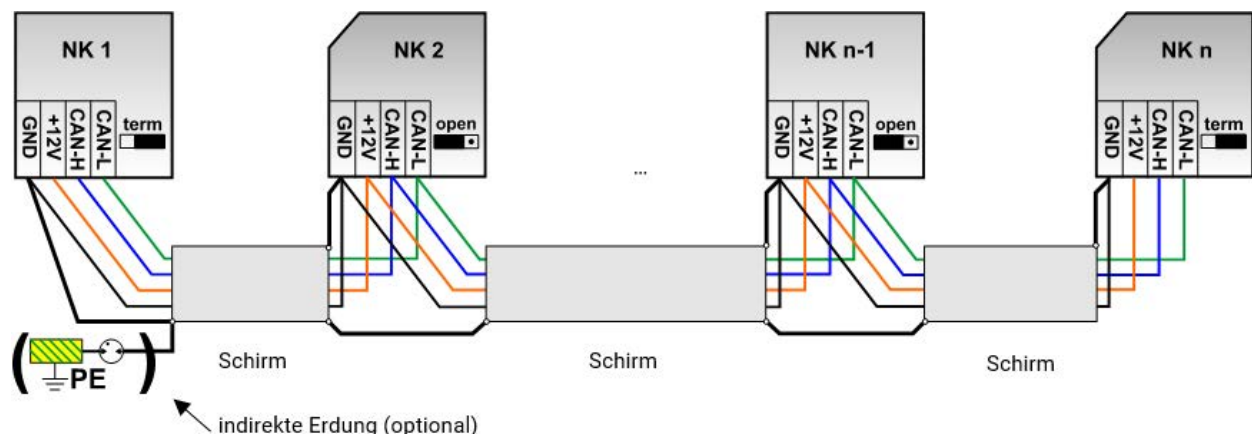 NK 1
NK 2
NK n-1
NK n
GND
+12V
CAN-H
CAN-L
term
GND
+12V
CAN-H
CAN-L
open
...
GND
+12V
CAN-H
CAN-L
open
GND
+12V
CAN-H
CAN-L
term
( PE )
Schirm
Schirm
Schirm
indirekte Erdung (optional)